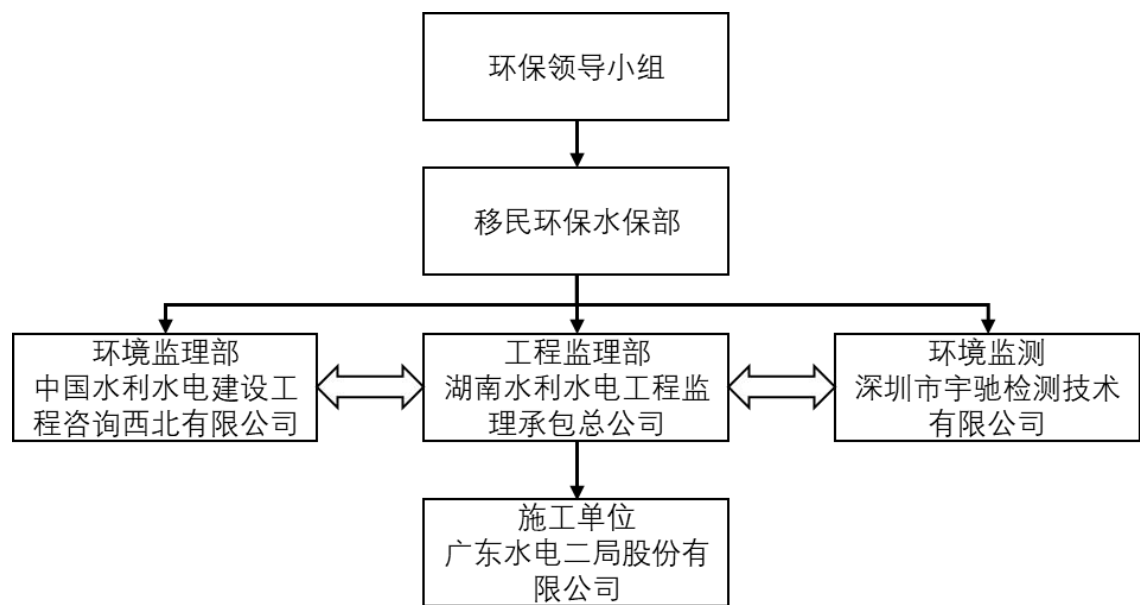 环保领导小组
移民环保水保部
环境监理部
中国水利水电建设工
程咨询西北有限公司
工程监理部
湖南水利水电工程监
理承包总公司
环境监测
深圳市宇驰检测技术
有限公司
施工单位
广东水电二局股份有
限公司